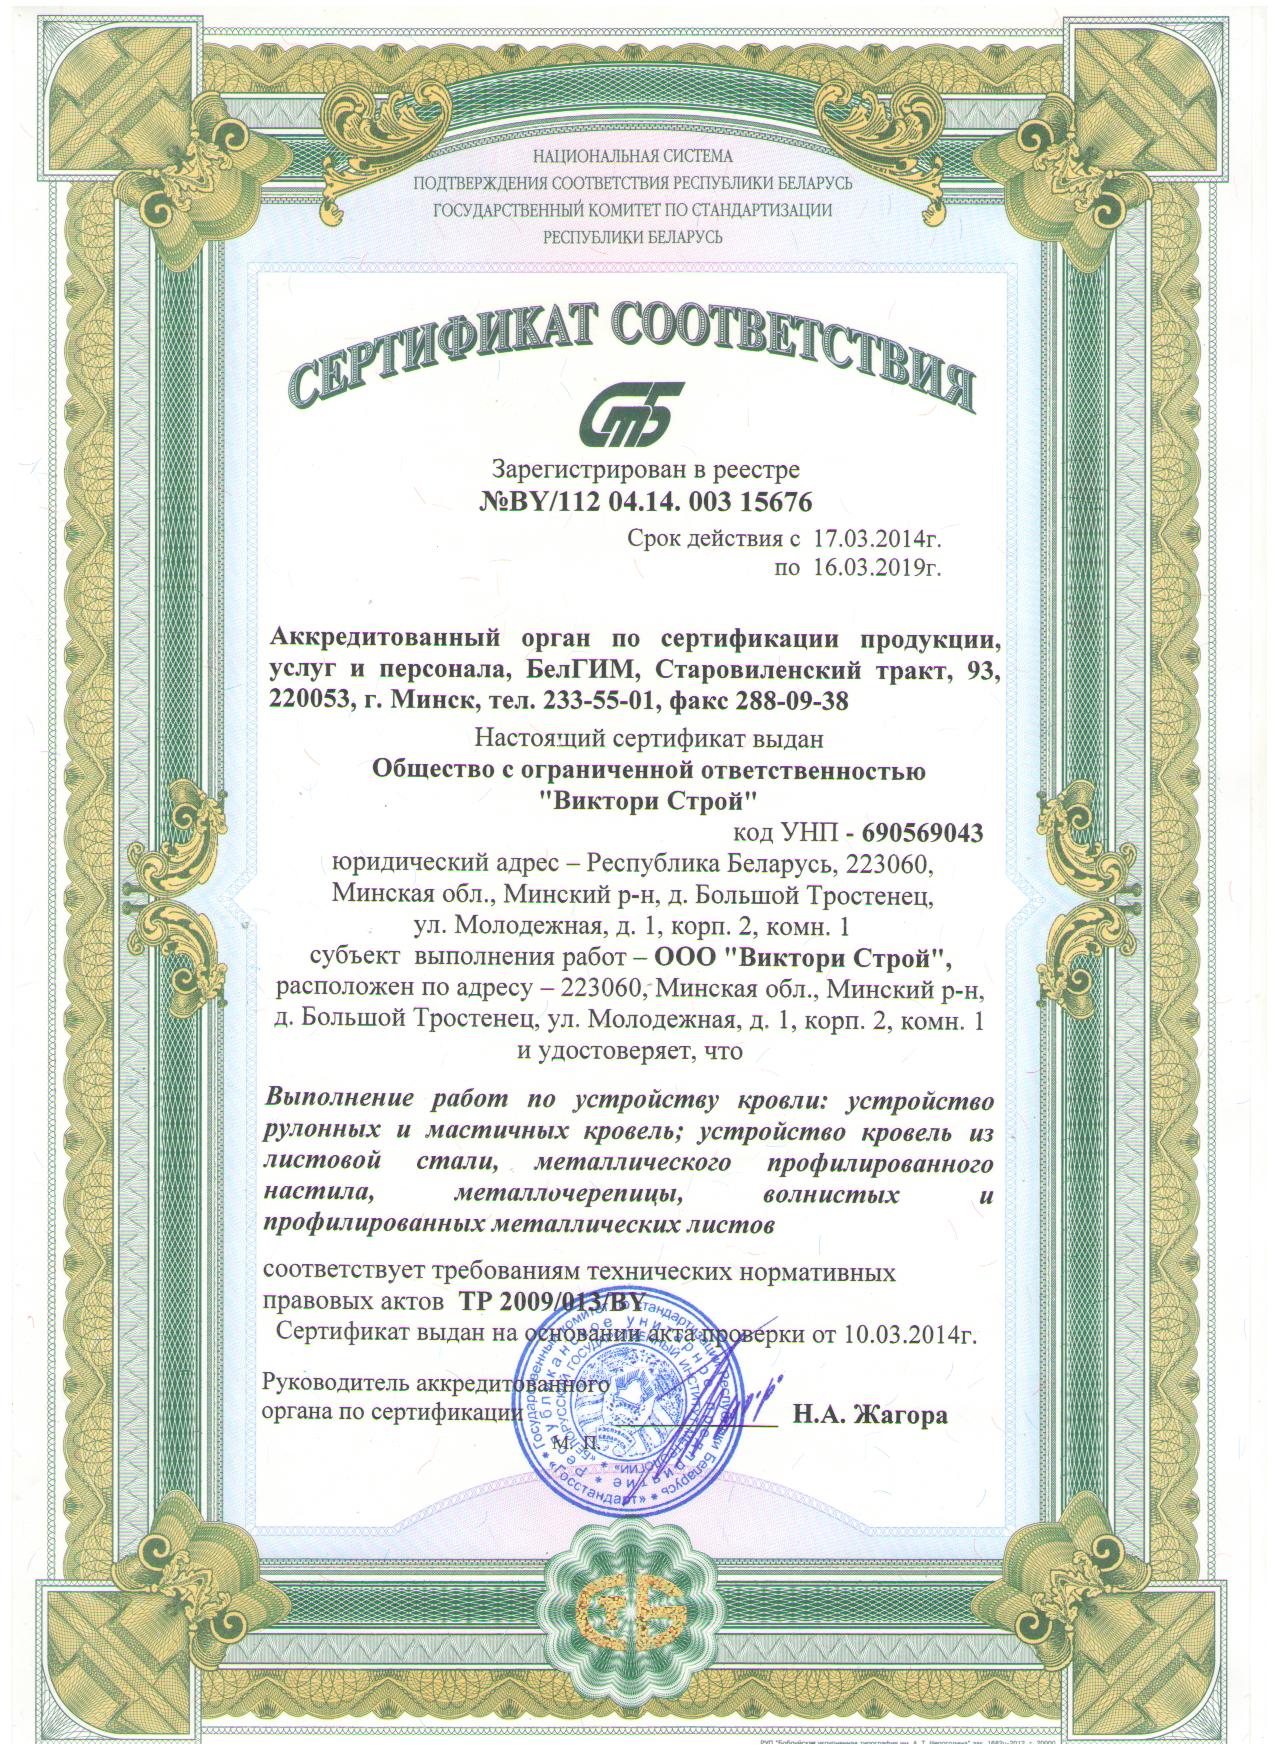 НАЦИОНАЛЬНАЯ СИСТЕМА
ПОДТВЕРЖДЕНИЯ СООТВЕТСТВИЯ РЕСПУБЛИКИ БЕЛАРУСЬ
ГОСУДАРСТВЕННЫЙ КОМИТЕТ ПО СТАНДАРТИЗАЦИИ
РЕСПУБЛИКИ БЕЛАРУСЬ
СЕРТИФИКАТ СООТВЕТСТВИЯ
СТБ
Зарегистрирован в реестре
№BY/112 04.14. 003 15676
Срок действия с 17.03.2014г.
по 16.03.2019г.
Аккредитованный орган по сертификации продукции,
услуг и персонала, БелГИМ, Старовиленский тракт, 93,
220053, г. Минск, тел. 233-55-01, факс 288-09-38
Настоящий сертификат выдан
Общество с ограниченной ответственностью
"Виктори Строй"
код УНП - 690569043
юридический адрес – Республика Беларусь, 223060,
Минская обл., Минский р-н, д. Большой Тростенец,
ул. Молодежная, д. 1, корп. 2, комн. 1
субъект выполнения работ – ООО "Виктори Строй",
расположен по адресу – 223060, Минская обл., Минский р-н,
д. Большой Тростенец, ул. Молодежная, д. 1, корп. 2, комн. 1
и удостоверяет, что
Выполнение работ по устройству кровли: устройство
рулонных и мастичных кровель; устройство кровель из
листовой стали, металлического профилированного
настила, металлочерепицы, волнистых и
профилированных металлических листов
соответствует требованиям технических нормативных
правовых актов ТР 2009/013/BY
Сертификат выдан на основании акта проверки от 10.03.2014г.
Руководитель аккредитованного
органа по сертификации Н.А. Жагора
М. П.
Государственный комитет по стандартизации Республики Беларусь * «Госстандарт» *
Республиканское унитарное предприятие *
«БЕЛОРУССКИЙ ГОСУДАРСТВЕННЫЙ ИНСТИТУТ МЕТРОЛОГИИ» *
СТБ